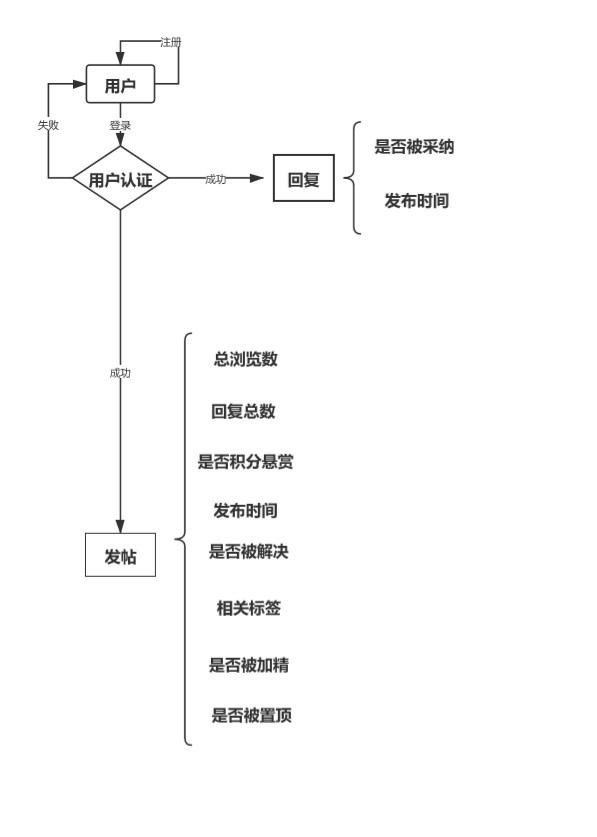 注册
用户
失败
登录
用户认证
成功
回复
是否被采纳
发布时间
成功
总浏览数
回复总数
是否积分悬赏
发布时间
是否被解决
发帖
相关标签
是否被加精
是否被置顶